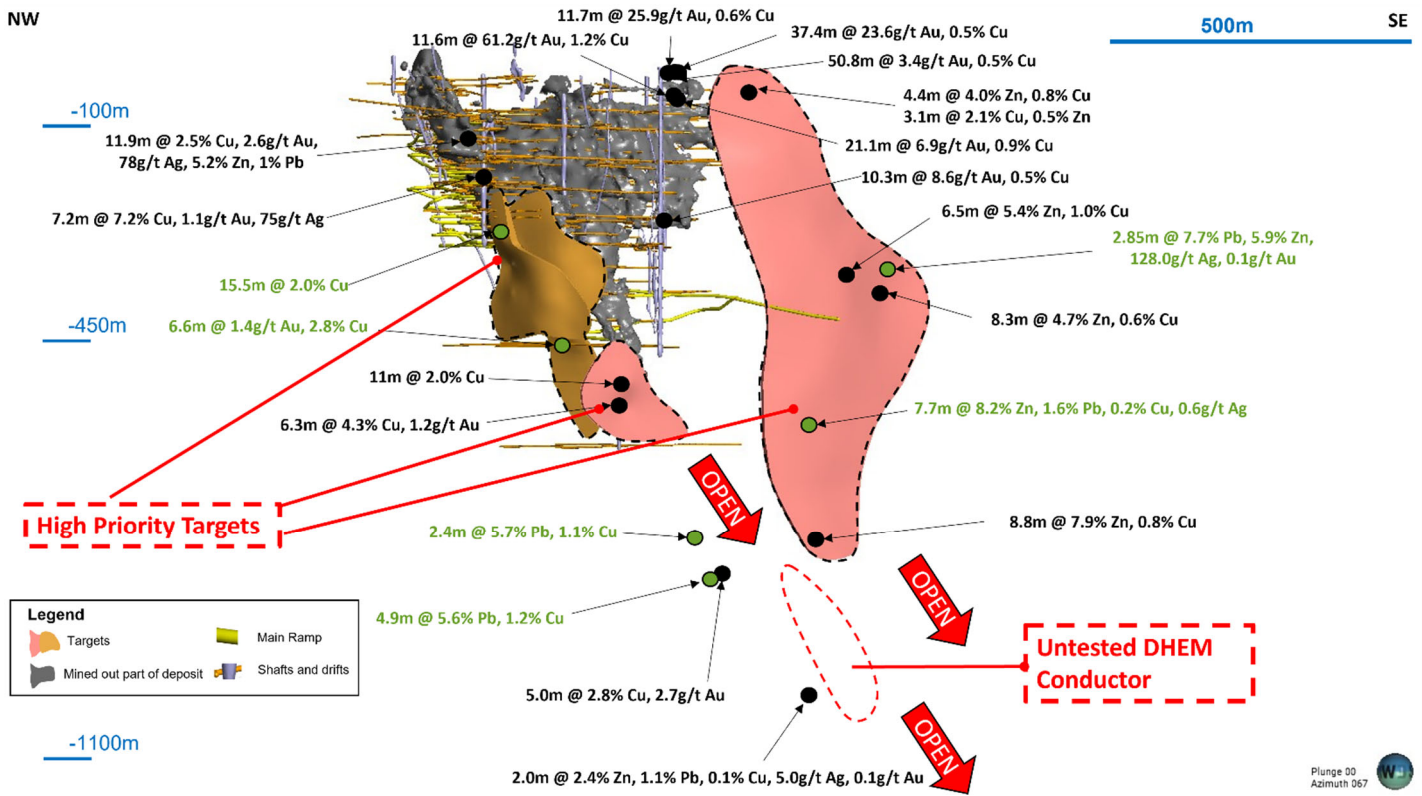 NW
11.7m @ 25.9g/t Au, 0.6% Cu
500m
SE
11.6m @ 61.2g/t Au, 1.2% Cu
37.4m @ 23.6g/t Au, 0.5% Cu
50.8m @ 3.4g/t Au, 0.5% Cu
4.4m @ 4.0% Zn, 0.8% Cu
3.1m @ 2.1% Cu, 0.5% Zn
-100m
11.9m @ 2.5% Cu, 2.6g/t Au,
78g/t Ag, 5.2% Zn, 1% Pb
21.1m @ 6.9g/t Au, 0.9% Cu
10.3m @ 8.6g/t Au, 0.5% Cu
7.2m @ 7.2% Cu, 1.1g/t Au, 75g/t Ag
6.5m @ 5.4% Zn, 1.0% Cu
2.85m @ 7.7% Pb, 5.9% Zn,
128.0g/t Ag, 0.1g/t Au
15.5m @ 2.0% Cu
-450m
6.6m @ 1.4g/t Au, 2.8% Cu
8.3m @ 4.7% Zn, 0.6% Cu
11m @ 2.0% Cu
7.7m @ 8.2% Zn, 1.6% Pb, 0.2% Cu, 0.6g/t Ag
6.3m @ 4.3% Cu, 1.2g/t Au
OPEN
High Priority Targets
8.8m @ 7.9% Zn, 0.8% Cu
2.4m @ 5.7% Pb, 1.1% Cu
OPEN
4.9m @ 5.6% Pb, 1.2% Cu
Legend
Targets
Main Ramp
Mined out part of deposit
Shafts and drifts
Untested DHEM
Conductor
5.0m @ 2.8% Cu, 2.7g/t Au
OPEN
-1100m
2.0m @ 2.4% Zn, 1.1% Pb, 0.1% Cu, 5.0g/t Ag, 0.1g/t Au
Plunge 00
Azimuth 067
W